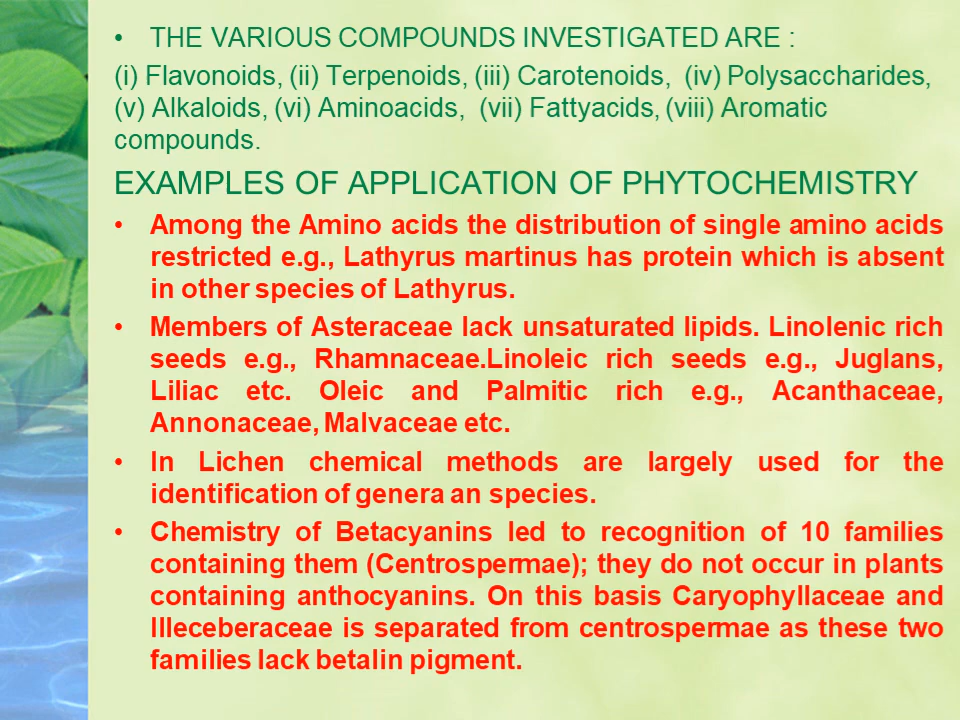 • THE VARIOUS COMPOUNDS INVESTIGATED ARE :
(i) Flavonoids, (ii) Terpenoids, (iii) Carotenoids, (iv) Polysaccharides,
(v) Alkaloids, (vi) Aminoacids, (vii) Fattyacids, (viii) Aromatic
compounds.
EXAMPLES OF APPLICATION OF PHYTOCHEMISTRY
• Among the Amino acids the distribution of single amino acids
restricted e.g., Lathyrus martinus has protein which is absent
in other species of Lathyrus.
• Members of Asteraceae lack unsaturated lipids. Linolenic rich
seeds e.g., Rhamnaceae.Linoleic rich seeds e.g., Juglans,
Liliac etc. Oleic and Palmitic rich e.g., Acanthaceae,
Annonaceae, Malvaceae etc.
• In Lichen chemical methods are largely used for the
identification of genera an species.
• Chemistry of Betacyanins led to recognition of 10 families
containing them (Centrospermae); they do not occur in plants
containing anthocyanins. On this basis Caryophyllaceae and
Illeceberaceae is separated from centrospermae as these two
families lack betalin pigment.